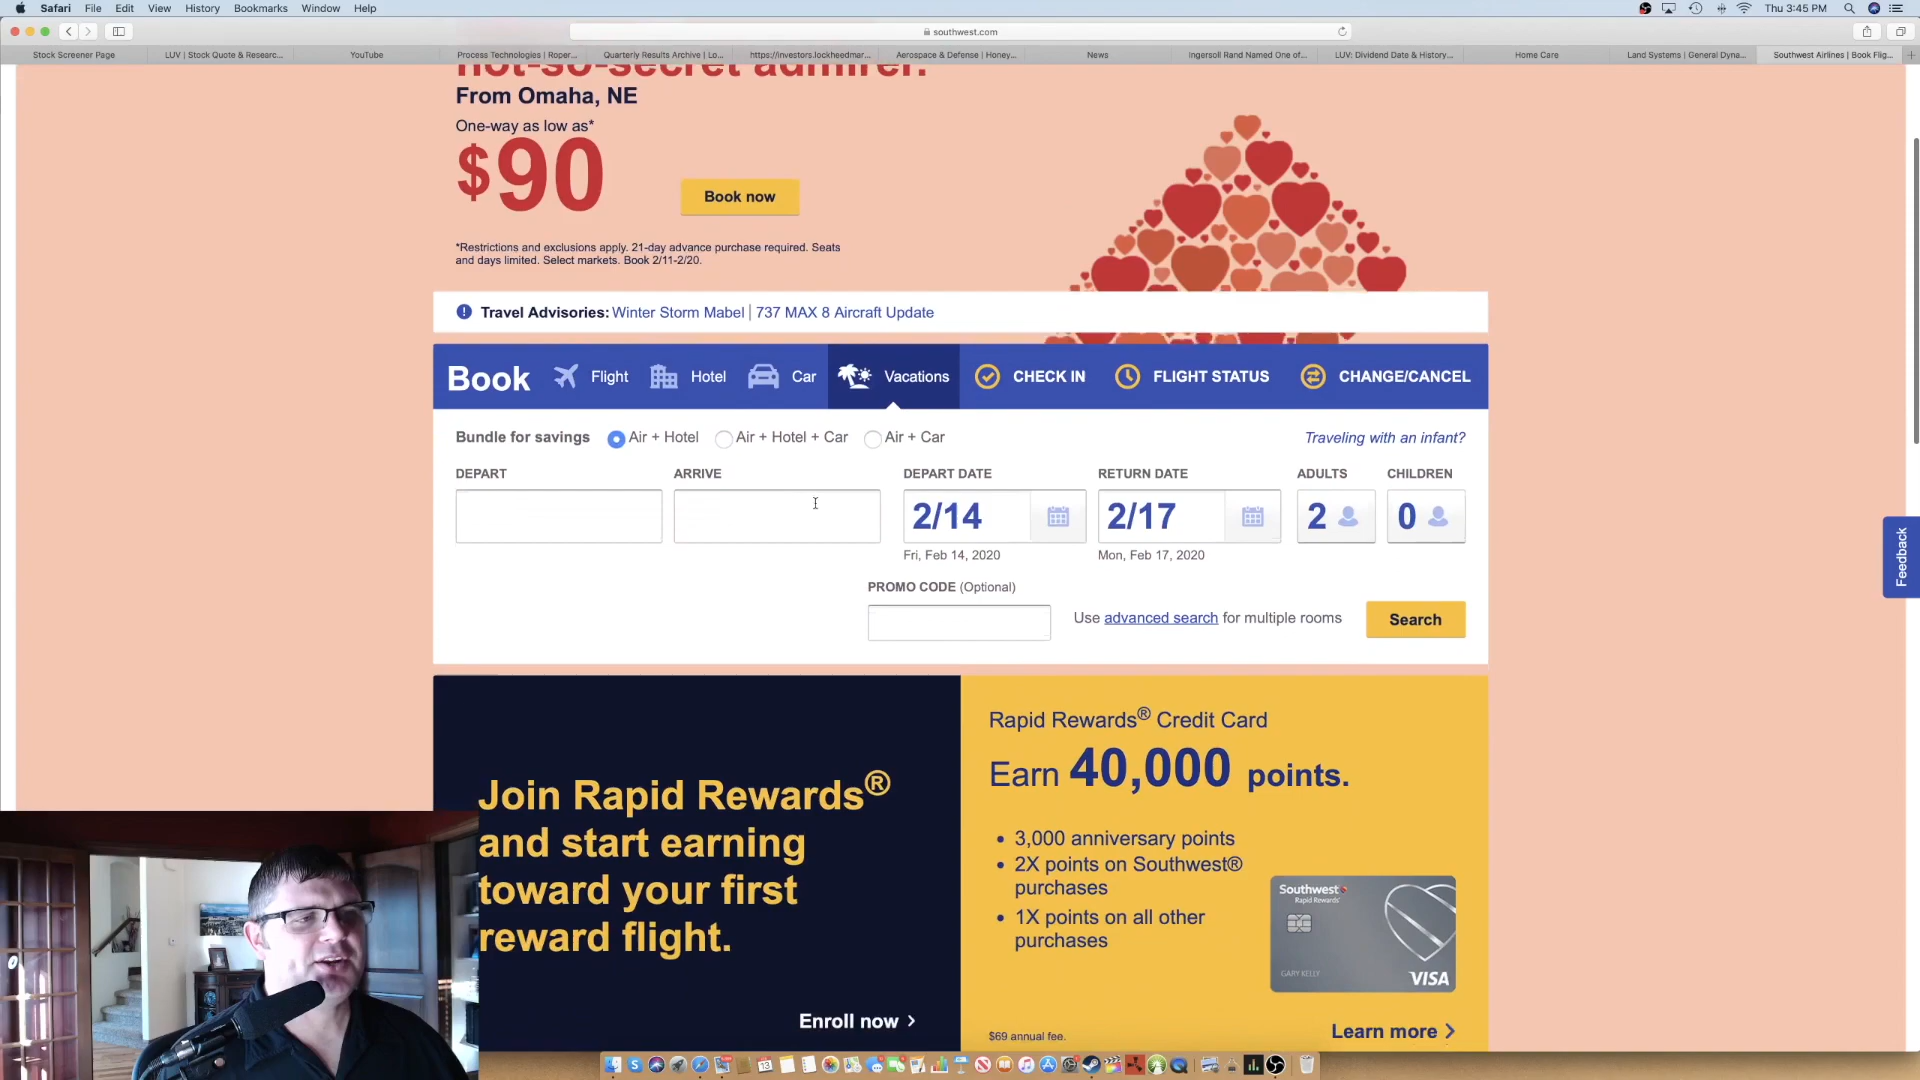 Safari File Edit View History Bookmarks Window Help
Thu 3:45 PM
southwest.com
Stock Screener Page
LUV | Stock Quote & Researc...
YouTube
Process Technologies | Roper...
Quarterly Results Archive | Lo...
https://investors.lockheedmar...
Aerospace & Defense | Honey...
News
Ingersoll Rand Named One of...
LUV: Dividend Date & History...
Home Care
Land Systems | General Dyna...
Southwest Airlines | Book Flig...
not-so-secret admirer.
From Omaha, NE
One-way as low as*
$90
Book now
*Restrictions and exclusions apply. 21-day advance purchase required. Seats
and days limited. Select markets. Book 2/11-2/20.
Travel Advisories: Winter Storm Mabel | 737 MAX 8 Aircraft Update
Book Flight Hotel Car Vacations CHECK IN FLIGHT STATUS CHANGE/CANCEL
Bundle for savings Air + Hotel Air + Hotel + Car Air + Car Traveling with an infant?
DEPART ARRIVE DEPART DATE RETURN DATE ADULTS CHILDREN
2/14 2/17 2 0
Fri, Feb 14, 2020 Mon, Feb 17, 2020
PROMO CODE (Optional)
Use advanced search for multiple rooms Search
Feedback
Join Rapid Rewards®
and start earning
toward your first
reward flight.
Enroll now
Rapid Rewards® Credit Card
Earn 40,000 points.
• 3,000 anniversary points
• 2X points on Southwest®
purchases
• 1X points on all other
purchases
Southwest
Rapid Rewards
GARY KELLY
VISA
$69 annual fee.
Learn more